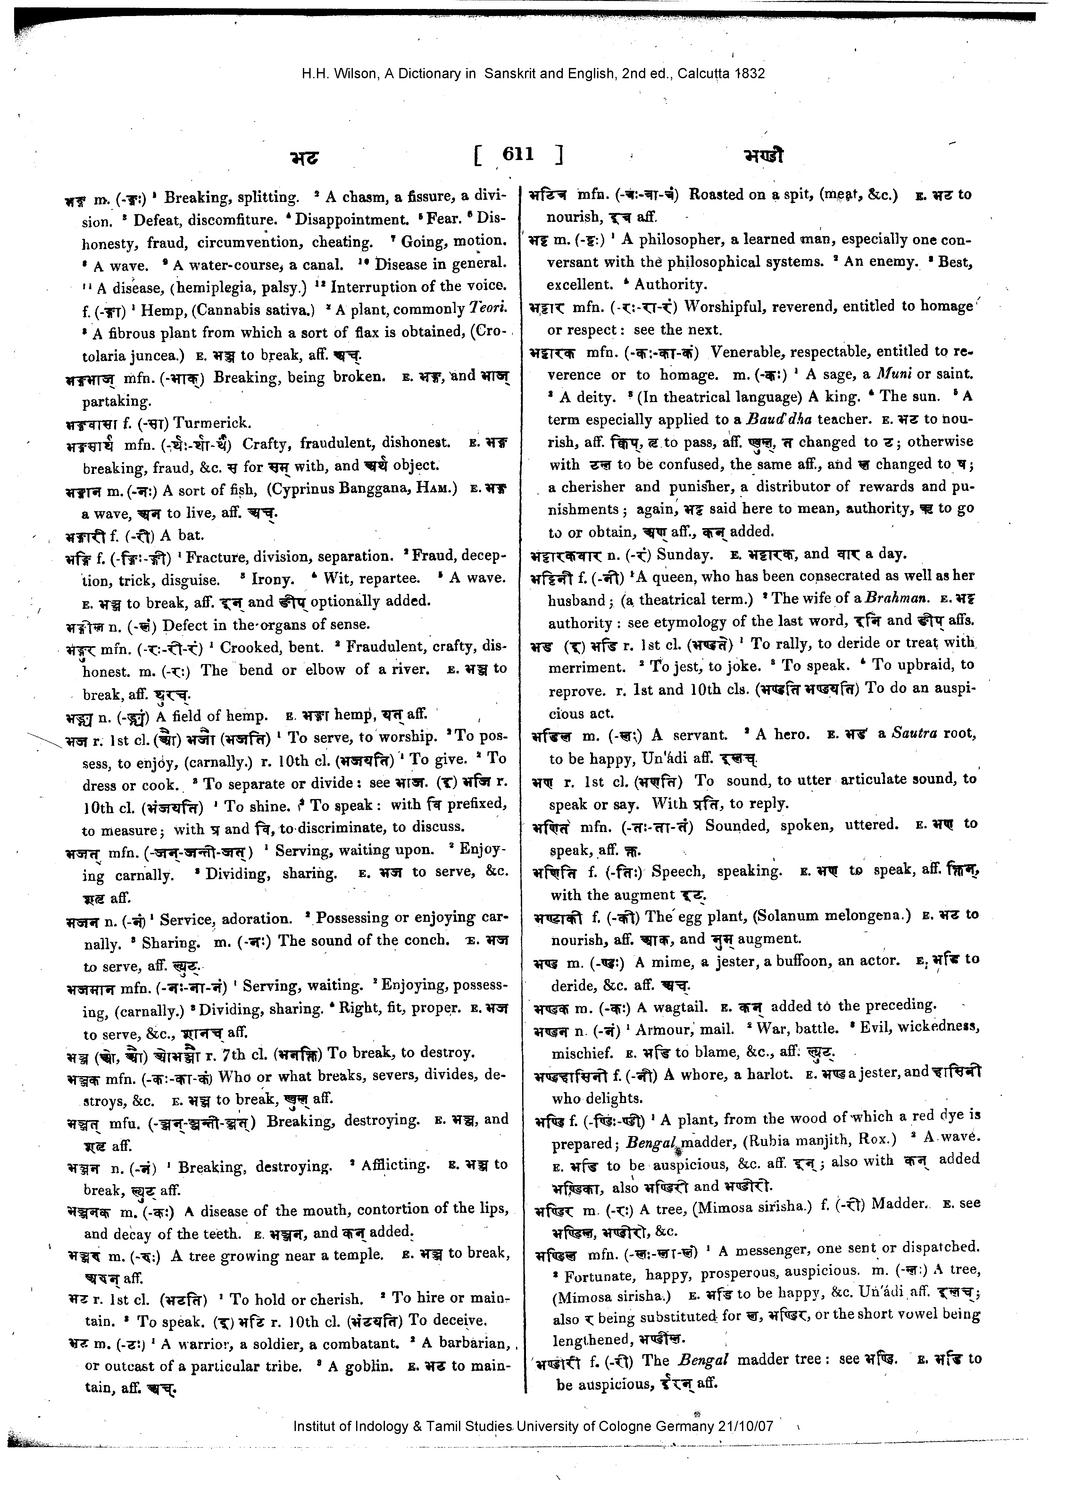 H.H. Wilson, A Dictionary in Sanskrit and English, 2nd ed., Calcutta 1832
भट [ 611 ] भण्डी
भङ्ग m. (-ङ्गः) ¹ Breaking, splitting. ² A chasm, a fissure, a divi-
sion. ³ Defeat, discomfiture. ⁴ Disappointment. ⁵ Fear. ⁶ Dis-
honesty, fraud, circumvention, cheating. ⁷ Going, motion.
⁸ A wave. ⁹ A water-course, a canal. ¹⁰ Disease in general.
¹¹ A disease, (hemiplegia, palsy.) ¹² Interruption of the voice.
f. (-ङ्गा) ¹ Hemp, (Cannabis sativa.) ² A plant, commonly Teori.
³ A fibrous plant from which a sort of flax is obtained, (Cro-
tolaria juncea.) E. भञ्ज to break, aff. घञ्.
भङ्गभाज् mfn. (-भाक्) Breaking, being broken. E. भङ्ग, and भाज्
partaking.
भङ्गवासा f. (-सा) Turmerick.
भङ्गसार्थ mfn. (-र्थः-र्था-र्थं) Crafty, fraudulent, dishonest. E. भङ्ग
breaking, fraud, &c. स for सम् with, and अर्थ object.
भङ्गान m. (-नः) A sort of fish, (Cyprinus Banggana, HAM.) E. भङ्ग
a wave, अन to live, aff. अच्.
भङ्गारी f. (-री) A bat.
भङ्गि f. (-ङ्गिः-ङ्गी) ¹ Fracture, division, separation. ² Fraud, decep-
tion, trick, disguise. ³ Irony. ⁴ Wit, repartee. ⁵ A wave.
E. भञ्ज to break, aff. इन् and ङीप् optionally added.
भङ्गील n. (-लं) Defect in the organs of sense.
भंङ्गुर mfn. (-रः-री-रं) ¹ Crooked, bent. ² Fraudulent, crafty, dis-
honest. m. (-रः) The bend or elbow of a river. E. भञ्ज to
break, aff. घुरच्.
भङ्ग्य n. (-ङ्ग्यं) A field of hemp. E. भङ्गा hemp, यत् aff.
भज r. 1st cl. (औ) भजौ (भजति) ¹ To serve, to worship. ² To pos-
sess, to enjoy, (carnally.) r. 10th cl. (भजयति) ¹ To give. ² To
dress or cook. ³ To separate or divide: see भाज. (इ) भजि r.
10th cl. (भंजयति) ¹ To shine. ² To speak: with वि prefixed,
to measure; with प्र and वि, to discriminate, to discuss.
भजत् mfn. (-जन्-जन्ती-जत्) ¹ Serving, waiting upon. ² Enjoy-
ing carnally. ³ Dividing, sharing. E. भज to serve, &c.
शतृ aff.
भजन n. (-नं) ¹ Service, adoration. ² Possessing or enjoying car-
nally. ³ Sharing. m. (-नः) The sound of the conch. E. भज
to serve, aff. ल्युट्.
भजमान mfn. (-नः-ना-नं) ¹ Serving, waiting. ² Enjoying, possess-
ing, (carnally.) ³ Dividing, sharing. ⁴ Right, fit, proper. E. भज
to serve, &c., शानच् aff.
भञ्ज (ओ, औ) ओभञ्जौ r. 7th cl. (भनक्ति) To break, to destroy.
भञ्जक mfn. (-कः-का-कं) Who or what breaks, severs, divides, de-
stroys, &c. E. भञ्ज to break, ण्वुल् aff.
भञ्जत् mfu. (-ञ्जन्-ञ्जन्ती-ञ्जत्) Breaking, destroying. E. भञ्ज, and
शतृ aff.
भञ्जन n. (-नं) ¹ Breaking, destroying. ² Afflicting. E. भञ्ज to
break, ल्युट् aff.
भञ्जनक m. (-कः) A disease of the mouth, contortion of the lips,
and decay of the teeth. E. भञ्जन, and कन् added.
भञ्जरु m. (-रुः) A tree growing near a temple. E. भञ्ज to break,
aff.
भट r. 1st cl. (भटति) ¹ To hold or cherish. ² To hire or main-
tain. ³ To speak. (इ) भटि r. 10th cl. (भंटयति) To deceive.
भट m. (-टः) ¹ A warrior, a soldier, a combatant. ² A barbarian,
or outcast of a particular tribe. ³ A goblin. E. भट to main-
tain, aff. अच्.
भटित्र mfn. (-त्रः-त्रा-त्रं) Roasted on a spit, (meat, &c.) E. भट to
nourish, इत्र aff.
भट्ट m. (-ट्टः) ¹ A philosopher, a learned man, especially one con-
versant with the philosophical systems. ² An enemy. ³ Best,
excellent. ⁴ Authority.
भट्टार mfn. (-रः-रा-रं) Worshipful, reverend, entitled to homage
or respect: see the next.
भट्टारक mfn. (-कः-का-कं) Venerable, respectable, entitled to re-
verence or to homage. m. (-कः) ¹ A sage, a Muni or saint.
² A deity. ³ (In theatrical language) A king. ⁴ The sun. ⁵ A
term especially applied to a Bauddha teacher. E. भट to nou-
rish, aff. क्विप्, तॄ to pass, aff. ण्वुल्, त changed to ट; otherwise
with to be confused, the same aff., and ल changed to र;
a cherisher and punisher, a distributor of rewards and pu-
nishments; again, भट्ट said here to mean, authority, ऋ to go
to or obtain, अण् aff., कन् added.
भट्टारकवार n. (-रं) Sunday. E. भट्टारक, and वार a day.
भट्टिनी f. (-नी) ¹ A queen, who has been consecrated as well as her
husband; (a theatrical term.) ² The wife of a Brahman. E. भट्ट
authority: see etymology of the last word, इनि and ङीप् affs.
भड (इ) भडि r. 1st cl. (भण्डते) ¹ To rally, to deride or treat with
merriment. ² To jest, to joke. ³ To speak. ⁴ To upbraid, to
reprove. r. 1st and 10th cls. (भण्डति भण्डयति) To do an auspi-
cious act.
भडिल m. (-लः) A servant. ² A hero. E. भड a Sautra root,
to be happy, Un'ádi aff. इलच्.
भण r. 1st cl. (भणति) To sound, to utter articulate sound, to
speak or say. With प्रति, to reply.
भणित mfn. (-तः-ता-तं) Sounded, spoken, uttered. E. भण to
speak, aff. क्त.
भणिति f. (-तिः) Speech, speaking. E. भण to speak, aff. क्तिन्,
with the augment इट्.
भण्टाकी f. (-की) The egg plant, (Solanum melongena.) E. भट to
nourish, aff. आक, and नुम् augment.
भण्ड m. (-ण्डः) A mime, a jester, a buffoon, an actor. E. भडि to
deride, &c. aff. अच्.
भण्डक m. (-कः) A wagtail. E. कन् added to the preceding.
भण्डन n. (-नं) ¹ Armour, mail. ² War, battle. ³ Evil, wickedness,
mischief. E. भडि to blame, &c., aff. ल्युट्.
भण्डहासिनी f. (-नी) A whore, a harlot. E. भण्ड a jester, and हासिनी
who delights.
भण्डि f. (-ण्डिः-ण्डी) ¹ A plant, from the wood of which a red dye is
prepared; Bengal madder, (Rubia manjith, Rox.) ² A wave.
E. भडि to be auspicious, &c. aff. इन्; also with कन् added
भण्डिका, also भण्डिरी and भण्डीरी.
भण्डिर m. (-रः) A tree, (Mimosa sirisha.) f. (-री) Madder. E. see
भण्डिल, भण्डीरी, &c.
भण्डिल mfn. (-लः-ला-लं) ¹ A messenger, one sent or dispatched.
² Fortunate, happy, prosperous, auspicious. m. (-लः) A tree,
(Mimosa sirisha.) E. भडि to be happy, &c. Un'ádi aff. इलच्;
also र being substituted for ल, भण्डिर, or the short vowel being
lengthened, भण्डील.
भण्डीरी f. (-री) The Bengal madder tree: see भण्डि. E. भडि to
be auspicious, ईरन् aff.
Institut of Indology & Tamil Studies University of Cologne Germany 21/10/07